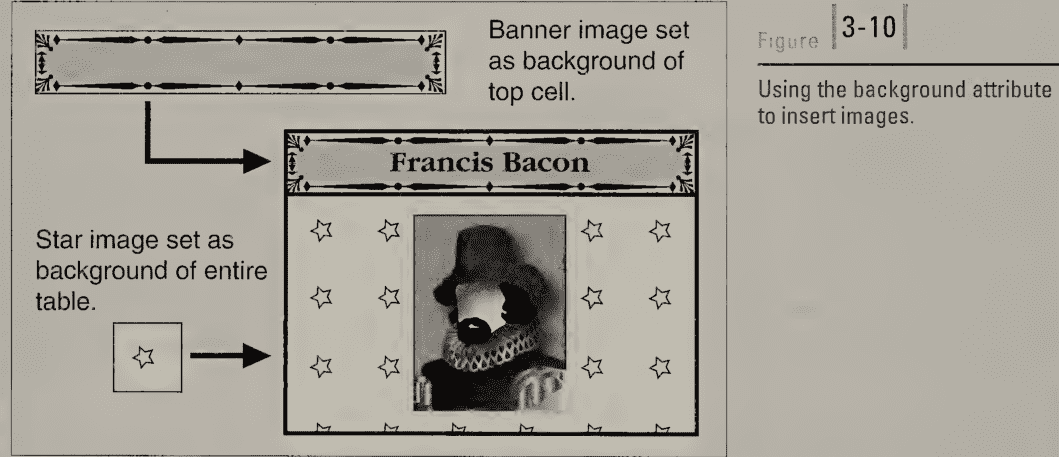 Banner image set
as background of
top cell.
Francis Bacon
Star image set as
background of entire
table.
Figure 3-10
Using the background attribute
to insert images.